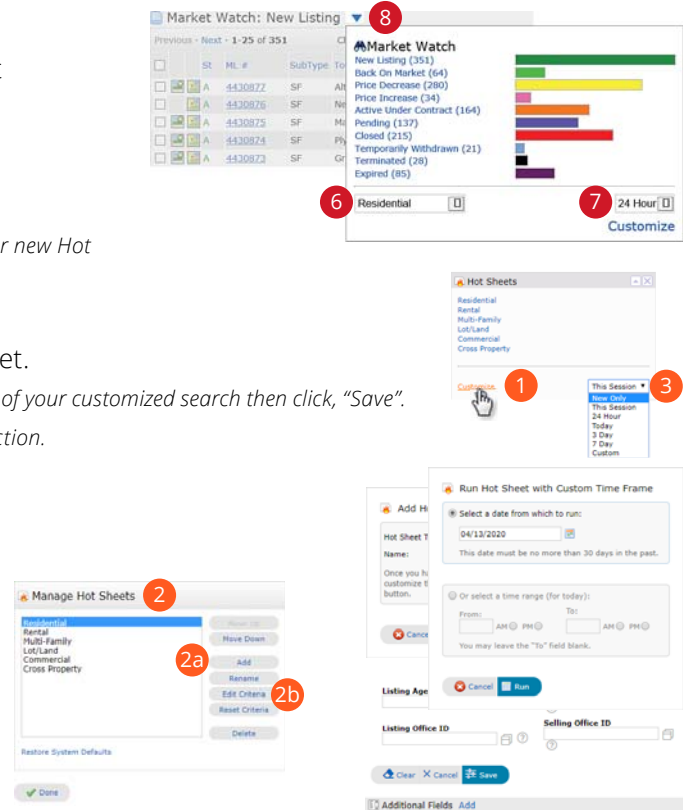 Market Watch: New Listing 8
Previous · Next · 1-25 of 351
St ML # SubType
A 4430877 SF
A 4430876 SF
A 4430875 SF
A 4430874 SF
A 4430873 SF
Market Watch
New Listing (351)
Back On Market (64)
Price Decrease (280)
Price Increase (34)
Active Under Contract (164)
Pending (137)
Closed (215)
Temporarily Withdrawn (21)
Terminated (28)
Expired (85)
6 Residential 7 24 Hour
Customize
new Hot
Hot Sheets
Residential
Rental
Multi-Family
Lot/Land
Commercial
Cross Property
Customize 1 This Session 3
New Only
This Session
24 Hour
Today
3 Day
7 Day
Custom
of your customized search then click, “Save”.
Manage Hot Sheets 2
Residential
Rental
Multi-Family
Lot/Land
Commercial
Cross Property
Move Up
Move Down
2a Add
Rename
Edit Criteria 2b
Reset Criteria
Delete
Restore System Defaults
Done
Add
Hot Sheet
Name:
Once you
customize
button.
Run Hot Sheet with Custom Time Frame
Select a date from which to run:
04/13/2020
This date must be no more than 30 days in the past.
Or select a time range (for today):
From: To:
AM PM AM PM
You may leave the "To" field blank.
Cancel Run
Listing
Listing Office ID Selling Office ID
Clear Cancel Save
Additional Fields Add